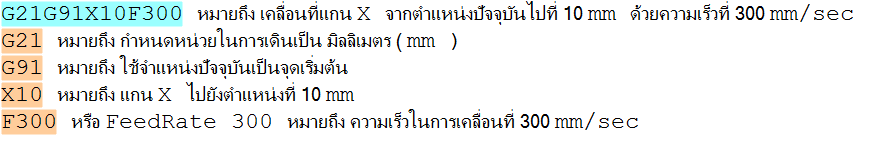 G21G91X10F300 หมายถึง เคลื่อนที่แกน X จากตำแหน่งปัจจุบันไปที่ 10 mm ด้วยความเร็วที่ 300 mm/sec
G21 หมายถึง กำหนดหน่วยในการเดินเป็น มิลลิเมตร ( mm )
G91 หมายถึง ใช้จำแหน่งปัจจุบันเป็นจุดเริ่มต้น
X10 หมายถึง แกน X ไปยังตำแหน่งที่ 10 mm
F300 หรือ FeedRate 300 หมายถึง ความเร็วในการเคลื่อนที่ 300 mm/sec